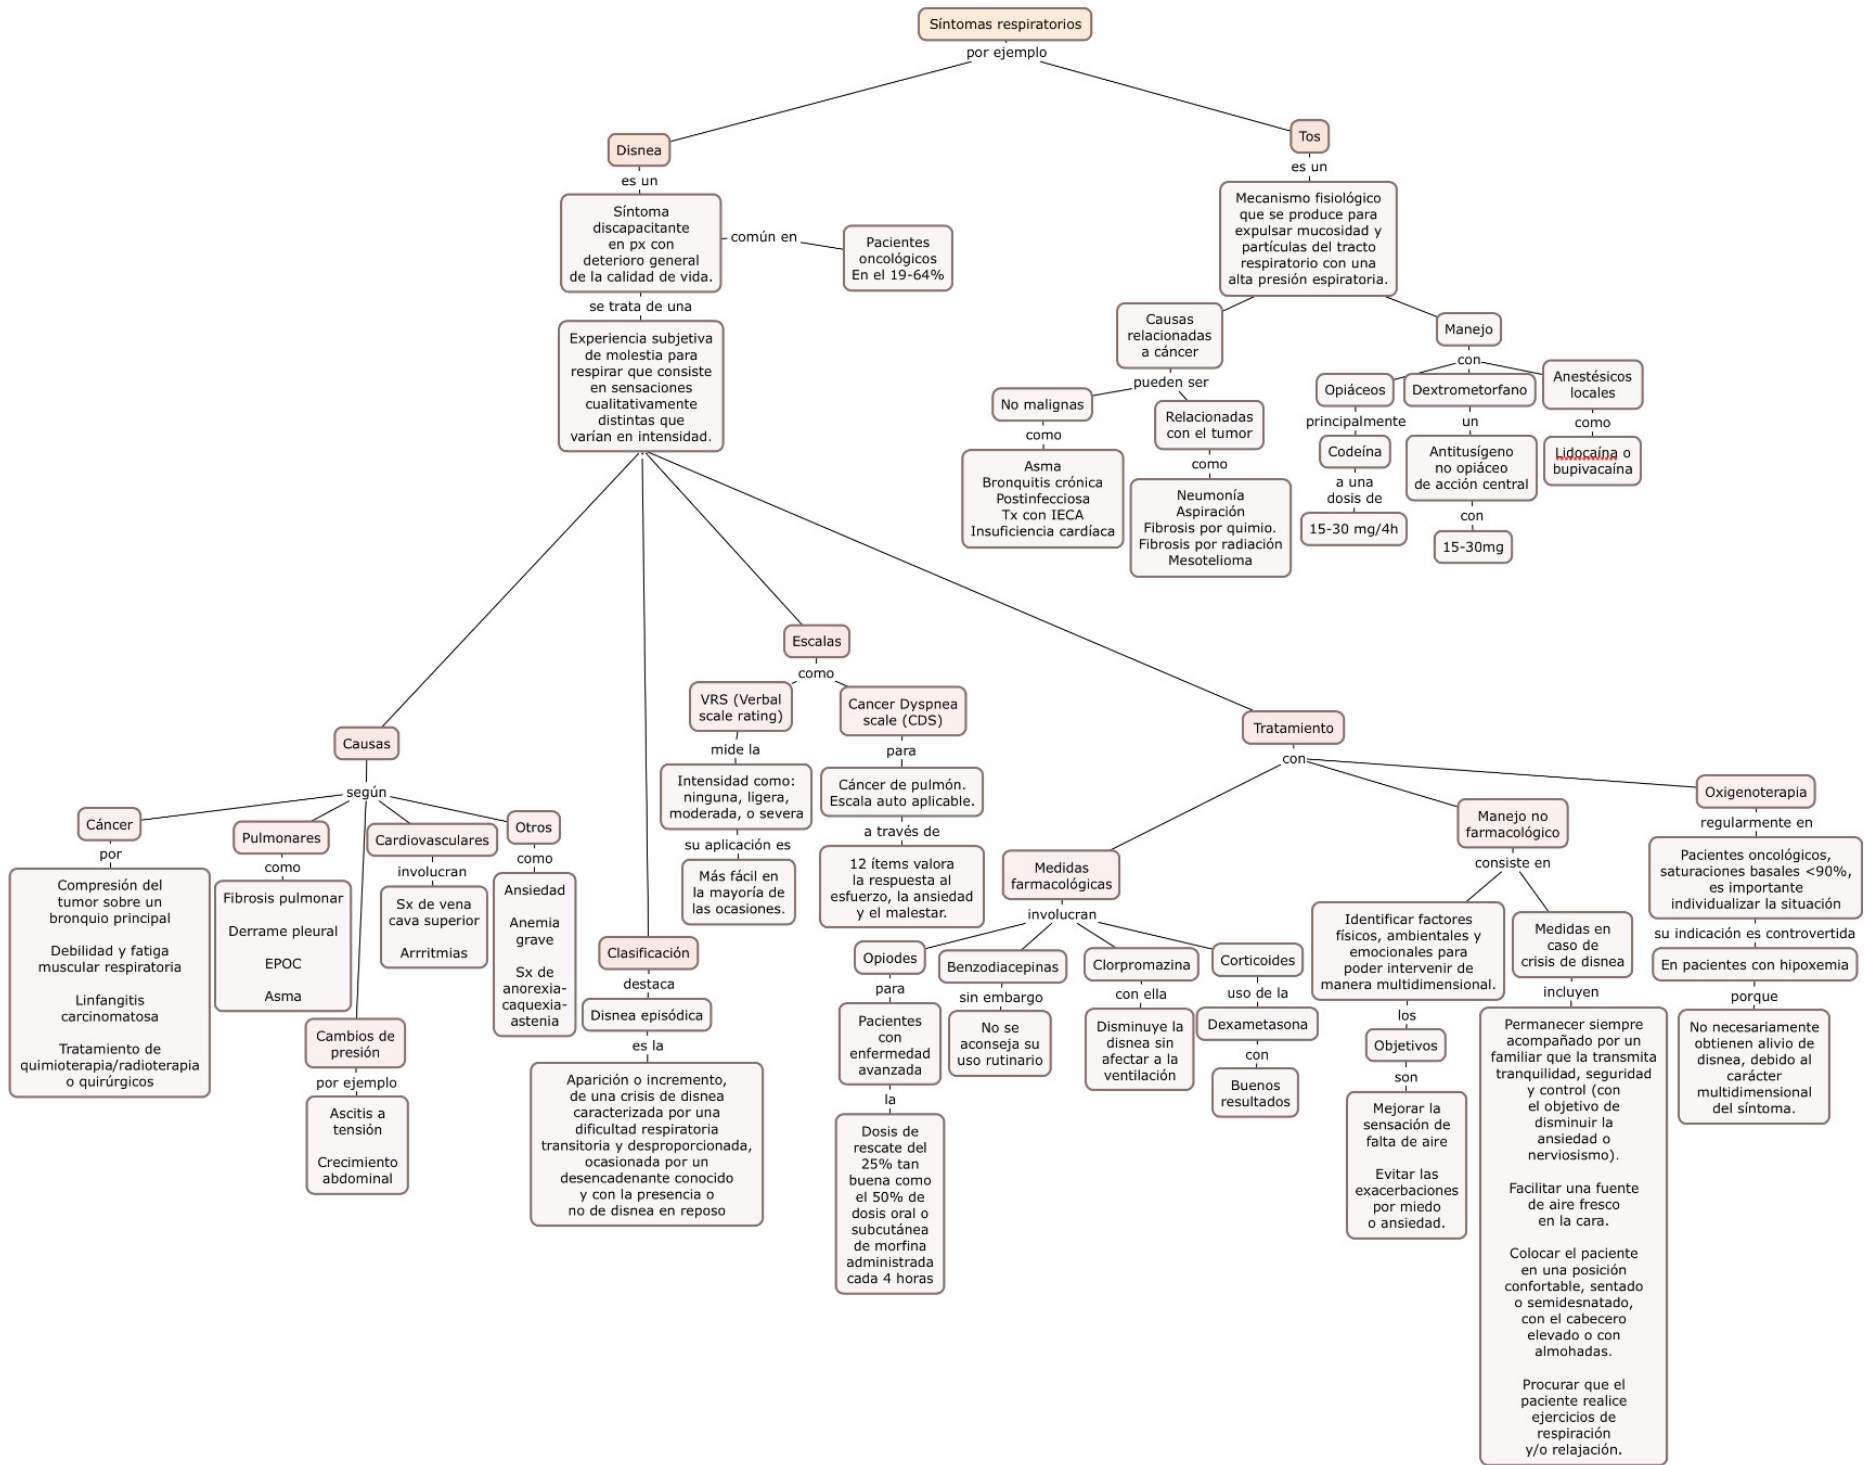 Síntomas respiratorios
por ejemplo
Disnea
es un
Síntoma
discapacitante
en px con
deterioro general
de la calidad de vida.
común en
Pacientes
oncológicos
En el 19-64%
se trata de una
Experiencia subjetiva
de molestia para
respirar que consiste
en sensaciones
cualitativamente
distintas que
varían en intensidad.
Tos
es un
Mecanismo fisiológico
que se produce para
expulsar mucosidad y
partículas del tracto
respiratorio con una
alta presión espiratoria.
Causas
relacionadas
a cáncer
pueden ser
No malignas
como
Asma
Bronquitis crónica
Postinfecciosa
Tx con IECA
Insuficiencia cardíaca
Relacionadas
con el tumor
como
Neumonía
Aspiración
Fibrosis por quimio.
Fibrosis por radiación
Mesotelioma
Manejo
con
Opiáceos
principalmente
Codeína
a una
dosis de
15-30 mg/4h
Dextrometorfano
un
Antitusígeno
no opiáceo
de acción central
con
15-30mg
Anestésicos
locales
como
Lidocaína o
bupivacaína
Causas
según
Cáncer
por
Compresión del
tumor sobre un
bronquio principal
Debilidad y fatiga
muscular respiratoria
Linfangitis
carcinomatosa
Tratamiento de
quimioterapia/radioterapia
o quirúrgicos
Pulmonares
como
Fibrosis pulmonar
Derrame pleural
EPOC
Asma
Cambios de
presión
por ejemplo
Ascitis a
tensión
Crecimiento
abdominal
Cardiovasculares
involucran
Sx de vena
cava superior
Arrritmias
Otros
como
Ansiedad
Anemia
grave
Sx de
anorexia-
caquexia-
astenia
Clasificación
destaca
Disnea episódica
es la
Aparición o incremento,
de una crisis de disnea
caracterizada por una
dificultad respiratoria
transitoria y desproporcionada,
ocasionada por un
desencadenante conocido
y con la presencia o
no de disnea en reposo
Escalas
como
VRS (Verbal
scale rating)
mide la
Intensidad como:
ninguna, ligera,
moderada, o severa
su aplicación es
Más fácil en
la mayoría de
las ocasiones.
Cancer Dyspnea
scale (CDS)
para
Cáncer de pulmón.
Escala auto aplicable.
a través de
12 ítems valora
la respuesta al
esfuerzo, la ansiedad
y el malestar.
Tratamiento
con
Medidas
farmacológicas
involucran
Opiodes
para
Pacientes
con
enfermedad
avanzada
la
Dosis de
rescate del
25% tan
buena como
el 50% de
dosis oral o
subcutánea
de morfina
administrada
cada 4 horas
Benzodiacepinas
sin embargo
No se
aconseja su
uso rutinario
Clorpromazina
con ella
Disminuye la
disnea sin
afectar a la
ventilación
Corticoides
uso de la
Dexametasona
con
Buenos
resultados
Manejo no
farmacológico
consiste en
Identificar factores
físicos, ambientales y
emocionales para
poder intervenir de
manera multidimensional.
los
Objetivos
son
Mejorar la
sensación de
falta de aire
Evitar las
exacerbaciones
por miedo
o ansiedad.
Medidas en
caso de
crisis de disnea
incluyen
Permanecer siempre
acompañado por un
familiar que la transmita
tranquilidad, seguridad
y control (con
el objetivo de
disminuir la
ansiedad o
nerviosismo).
Facilitar una fuente
de aire fresco
en la cara.
Colocar el paciente
en una posición
confortable, sentado
o semidesnatado,
con el cabecero
elevado o con
almohadas.
Procurar que el
paciente realice
ejercicios de
respiración
y/o relajación.
Oxigenoterapia
regularmente en
Pacientes oncológicos,
saturaciones basales <90%,
es importante
individualizar la situación
su indicación es controvertida
En pacientes con hipoxemia
porque
No necesariamente
obtienen alivio de
disnea, debido al
carácter
multidimensional
del síntoma.